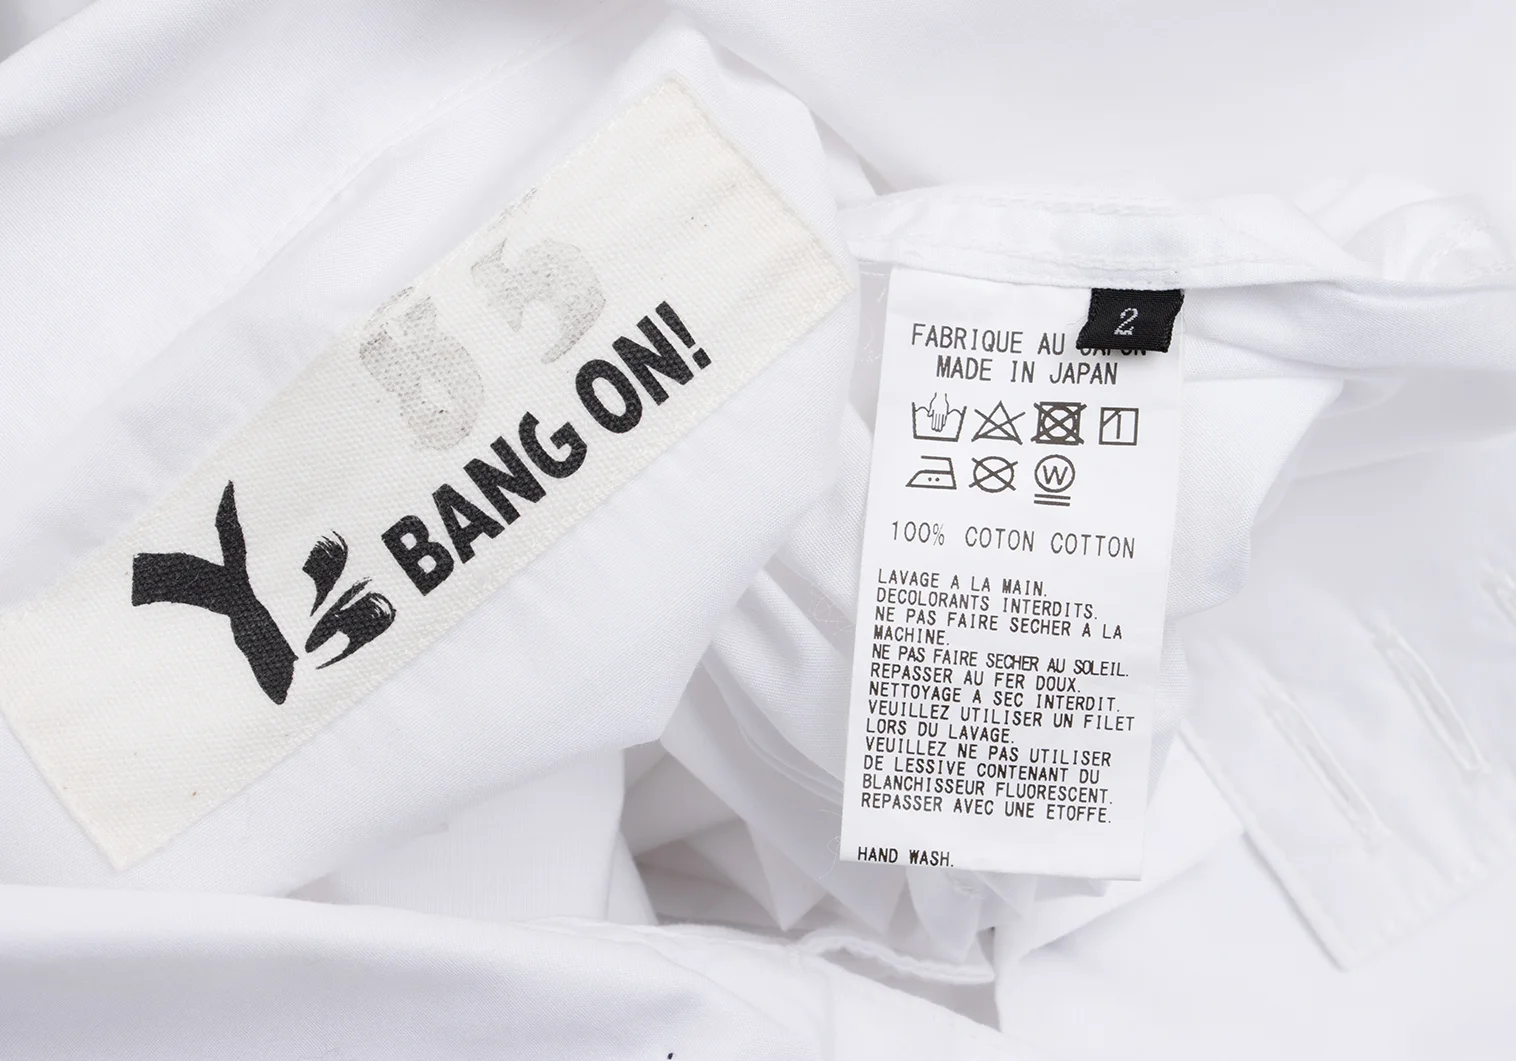 Y's BANG ON!
2
FABRIQUE AU JAPON
MADE IN JAPAN
W
100% COTON COTTON
LAVAGE A LA MAIN.
DECOLORANTS INTERDITS.
NE PAS FAIRE SECHER A LA
MACHINE.
NE PAS FAIRE SECHER AU SOLEIL.
REPASSER AU FER DOUX.
NETTOYAGE A SEC INTERDIT.
VEUILLEZ UTILISER UN FILET
LORS DU LAVAGE.
VEUILLEZ NE PAS UTILISER
DE LESSIVE CONTENANT DU
BLANCHISSEUR FLUORESCENT.
REPASSER AVEC UNE ETOFFE.
HAND WASH.